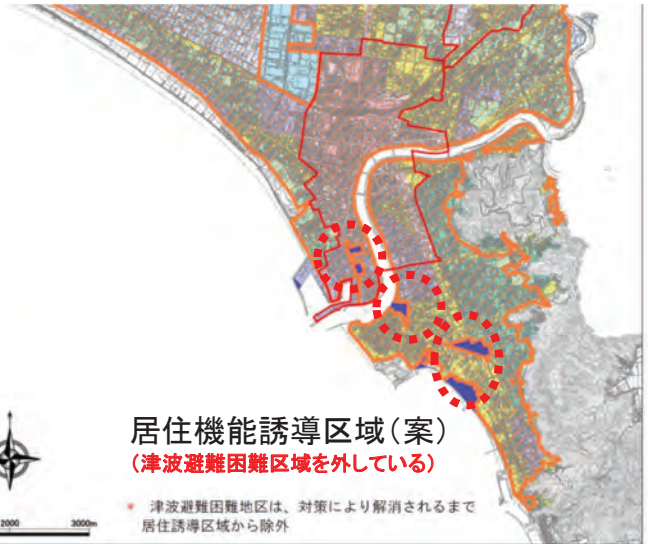 居住機能誘導区域(案)
(津波避難困難区域を外している)
* 津波避難困難地区は、対策により解消されるまで
居住誘導区域から除外
2000 3000m